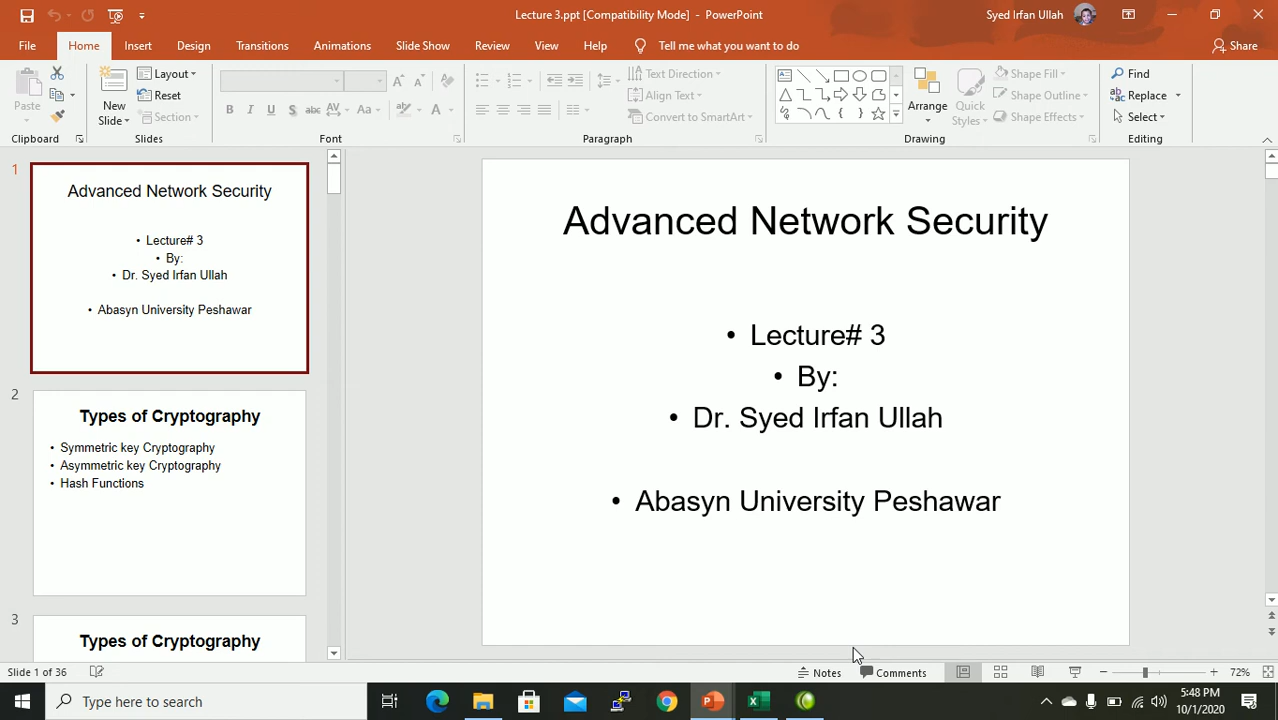 Lecture 3.ppt [Compatibility Mode] - PowerPoint
Syed Irfan Ullah
File Home Insert Design Transitions Animations Slide Show Review View Help Tell me what you want to do Share
Paste
New Slide
Layout
Reset
Section
B I U S abc AV Aa A
Text Direction
Align Text
Convert to SmartArt
Arrange
Quick Styles
Shape Fill
Shape Outline
Shape Effects
Find
Replace
Select
Clipboard Slides Font Paragraph Drawing Editing
1
Advanced Network Security
• Lecture# 3
• By:
• Dr. Syed Irfan Ullah
• Abasyn University Peshawar
2
Types of Cryptography
• Symmetric key Cryptography
• Asymmetric key Cryptography
• Hash Functions
3
Types of Cryptography
Advanced Network Security
• Lecture# 3
• By:
• Dr. Syed Irfan Ullah
• Abasyn University Peshawar
Slide 1 of 36 Notes Comments 72%
Type here to search
5:48 PM
10/1/2020